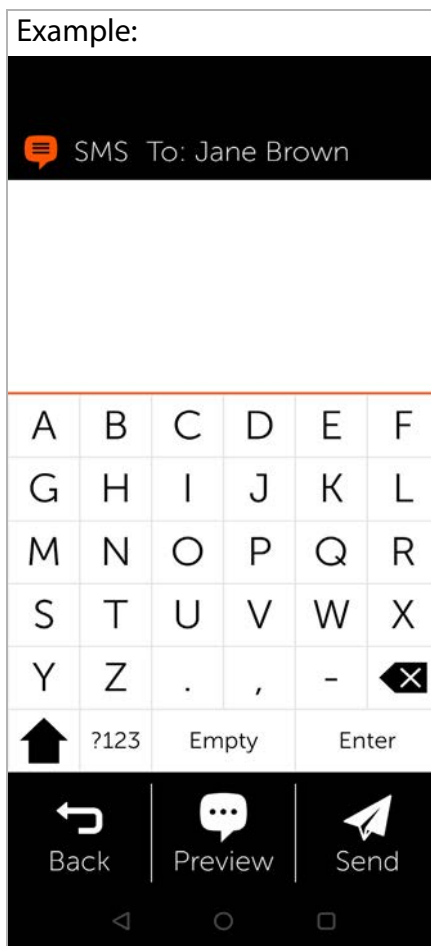 Example:
SMS To: Jane Brown
A B C D E F
G H I J K L
M N O P Q R
S T U V W X
Y Z . , -
?123 Empty Enter
Back Preview Send